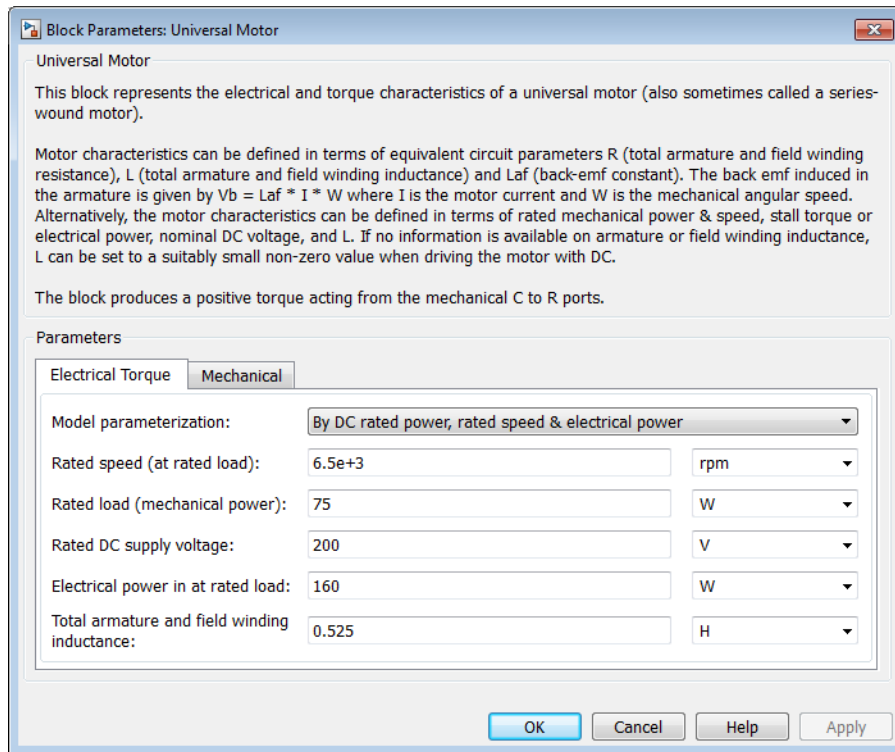 Block Parameters: Universal Motor
Universal Motor
This block represents the electrical and torque characteristics of a universal motor (also sometimes called a series-
wound motor).
Motor characteristics can be defined in terms of equivalent circuit parameters R (total armature and field winding
resistance), L (total armature and field winding inductance) and Laf (back-emf constant). The back emf induced in
the armature is given by Vb = Laf * I * W where I is the motor current and W is the mechanical angular speed.
Alternatively, the motor characteristics can be defined in terms of rated mechanical power & speed, stall torque or
electrical power, nominal DC voltage, and L. If no information is available on armature or field winding inductance,
L can be set to a suitably small non-zero value when driving the motor with DC.
The block produces a positive torque acting from the mechanical C to R ports.
Parameters
Electrical Torque Mechanical
Model parameterization: By DC rated power, rated speed & electrical power
Rated speed (at rated load): 6.5e+3 rpm
Rated load (mechanical power): 75 W
Rated DC supply voltage: 200 V
Electrical power in at rated load: 160 W
Total armature and field winding
inductance: 0.525 H
OK Cancel Help Apply